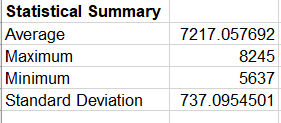 Statistical Summary
Average 7217.057692
Maximum 8245
Minimum 5637
Standard Deviation 737.0954501